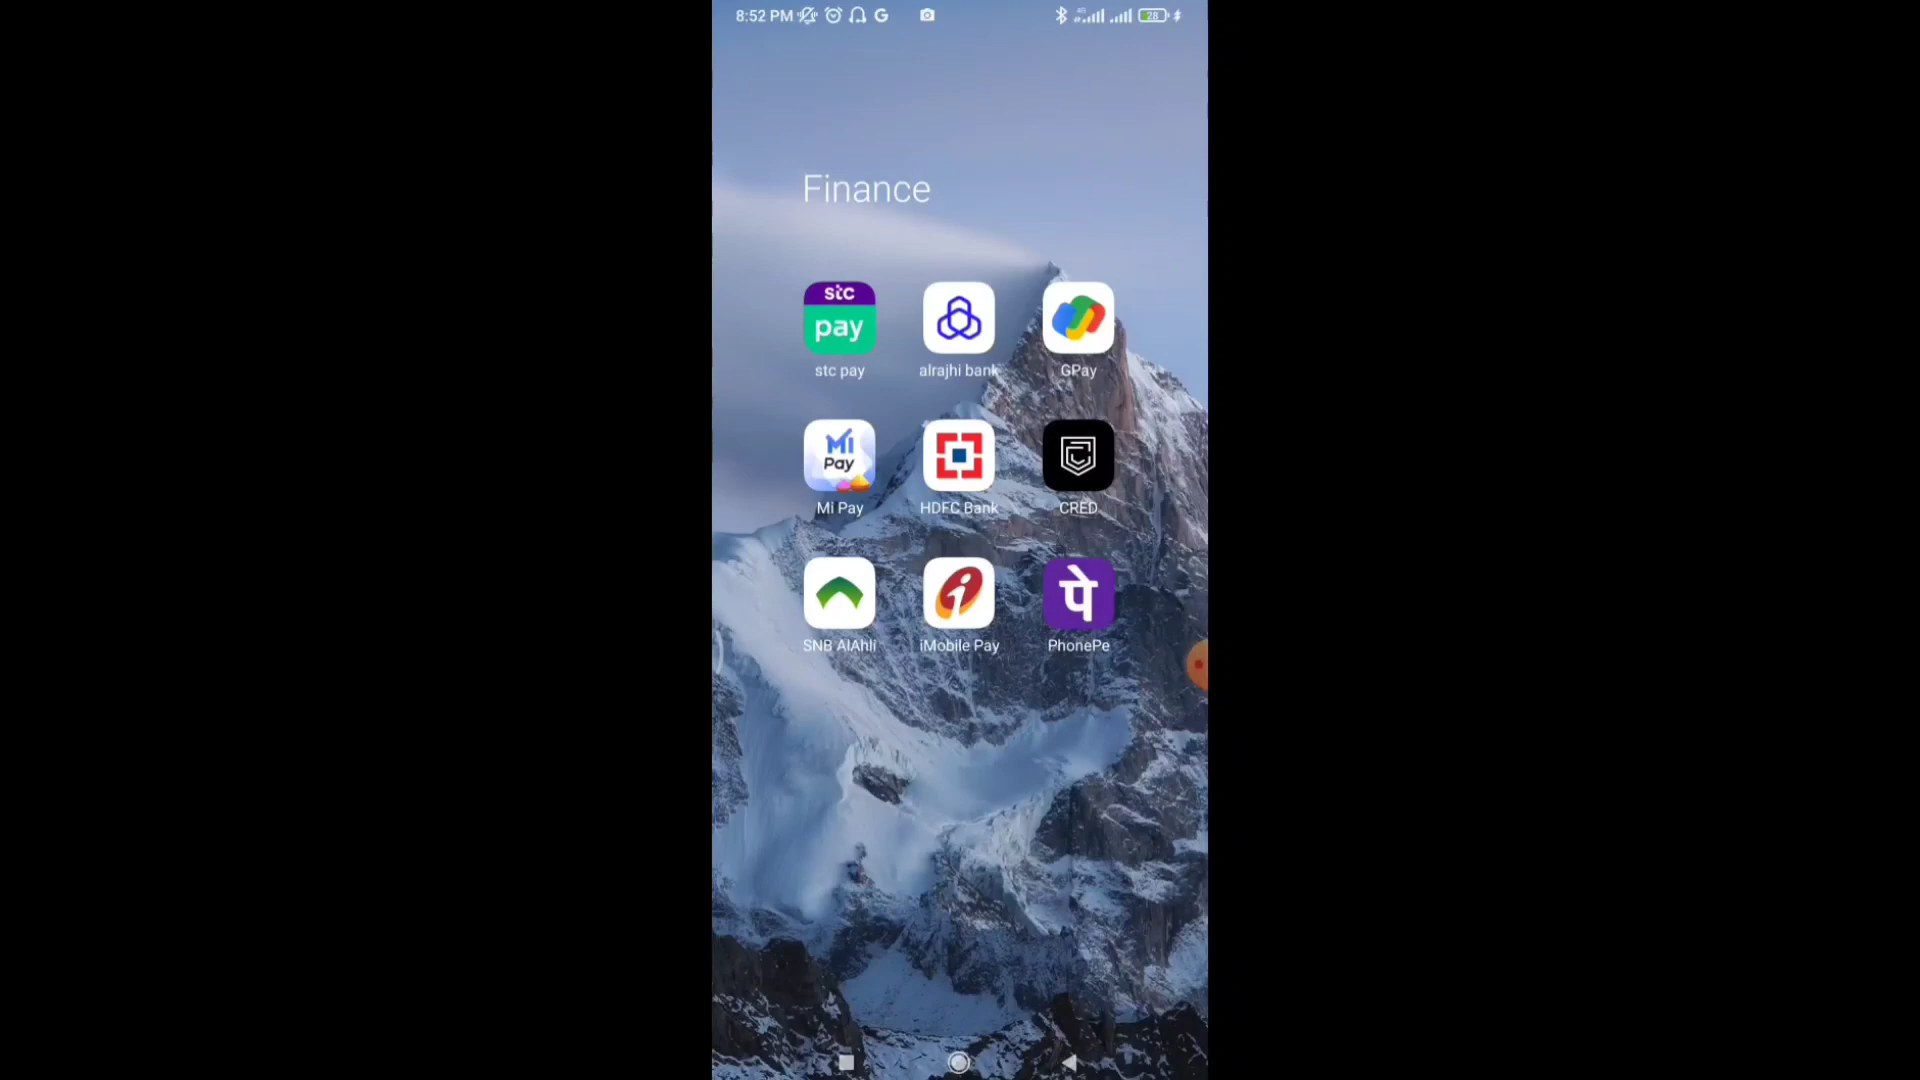 8:52 PM
28
Finance
stc
pay
stc pay
alrajhi bank
GPay
Mi
Pay
Mi Pay
HDFC Bank
CRED
SNB AlAhli
iMobile Pay
पे
PhonePe